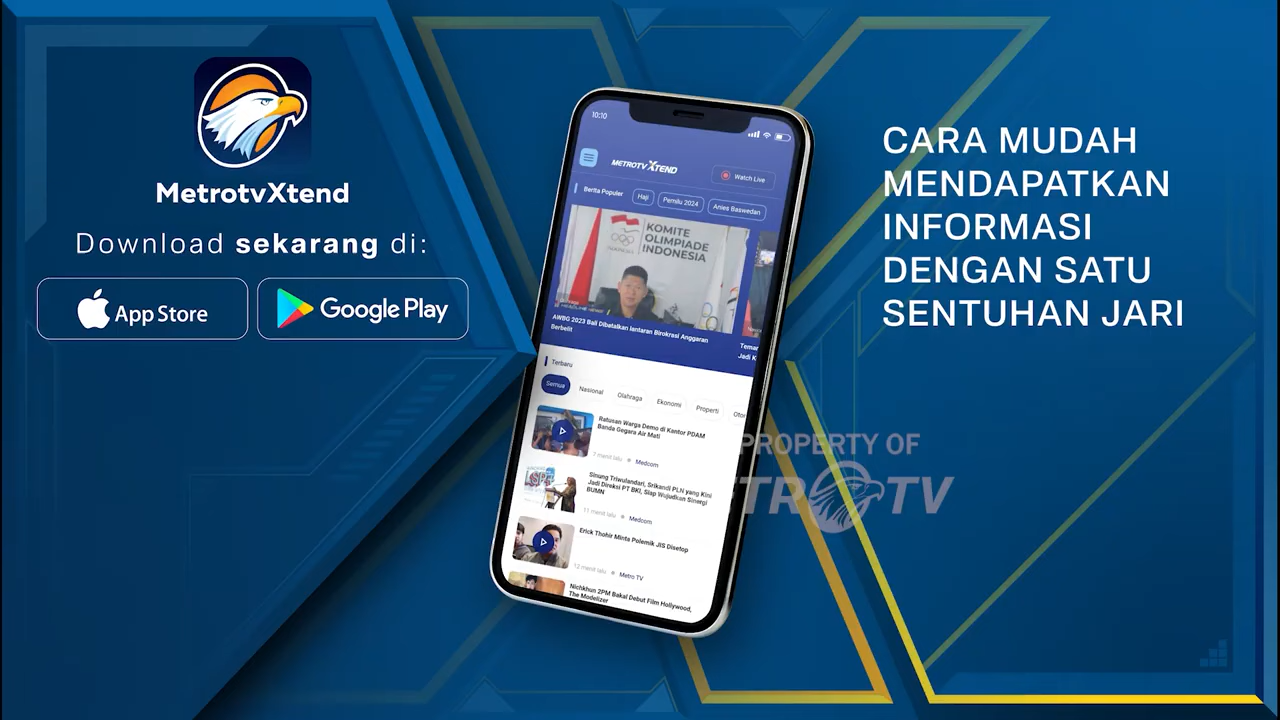 MetrotvXtend
Download sekarang di:
App Store
Google Play
10:10
METROTV XTEND
Watch Live
Berita Populer
Haji
Pemilu 2024
Anies Baswedan
KOMITE
OLIMPIADE
INDONESIA
AWBG 2023 Bali Dibatalkan lantaran Birokrasi Anggaran
Berbelit
Teman
Jadi K
Terbaru
Semua
Nasional
Olahraga
Ekonomi
Properti
Oto
Ratusan Warga Demo di Kantor PDAM
Banda Gegara Air Mati
7 menit lalu
Medcom
Sinung Triwulandari, Srikandi PLN yang Kini
Jadi Direksi PT BKI, Siap Wujudkan Sinergi
BUMN
11 menit lalu
Medcom
Erick Thohir Minta Polemik JIS Disetop
12 menit lalu
Metro TV
Nichkhun 2PM Bakal Debut Film Hollywood,
The Modelizer
CARA MUDAH
MENDAPATKAN
INFORMASI
DENGAN SATU
SENTUHAN JARI
PROPERTY OF
TRO TV